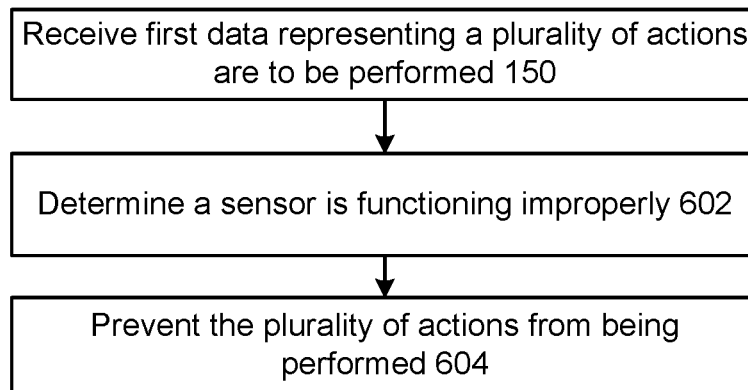 Receive first data representing a plurality of actions
are to be performed 150
Determine a sensor is functioning improperly 602
Prevent the plurality of actions from being
performed 604